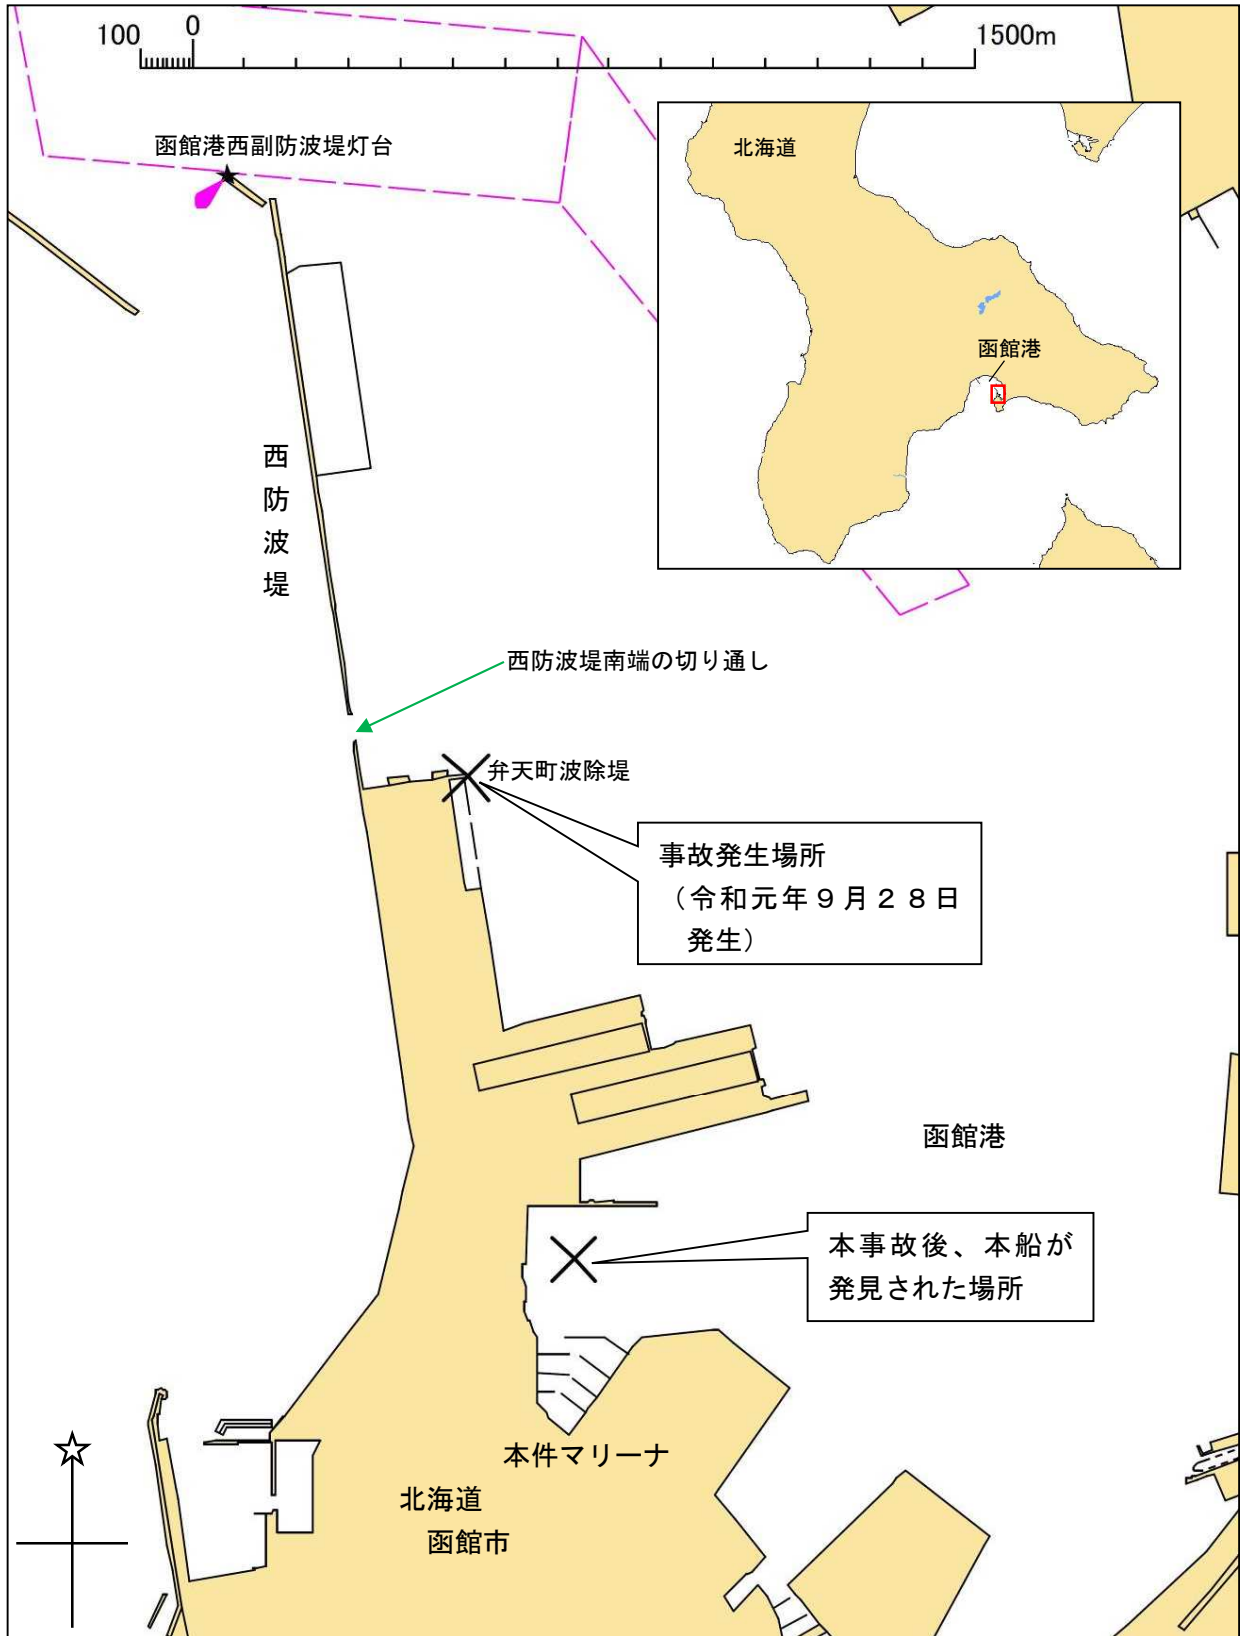 100
0
1500m
函館港西副防波堤灯台
北海道
函館港
西防波堤
西防波堤南端の切り通し
弁天町波除堤
事故発生場所
（令和元年９月２８日
発生）
函館港
本事故後、本船が
発見された場所
本件マリーナ
北海道
函館市